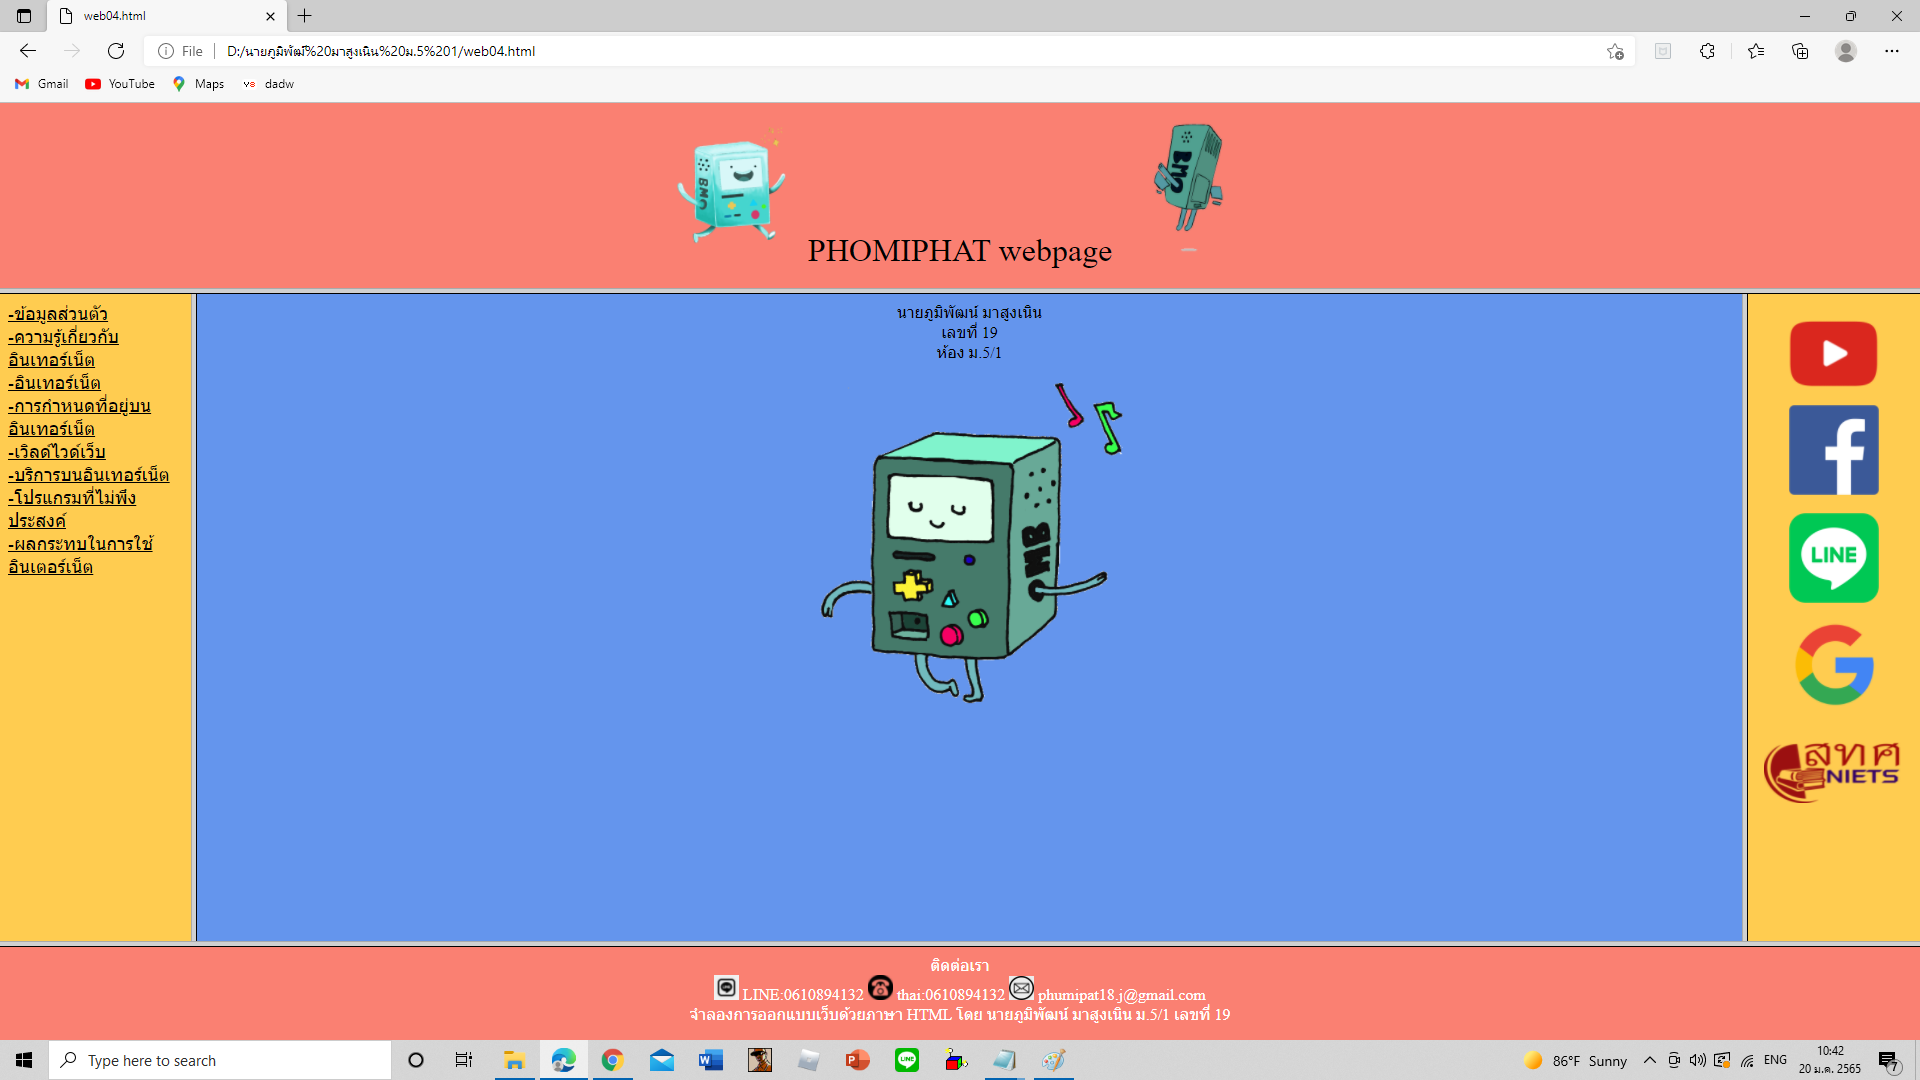 web04.html
File
D:/นายภูมิพัฒ์%20มาสูงเนิน%20ม.5%201/web04.html
Gmail
YouTube
Maps
dadw
BMO
BMO
PHOMIPHAT webpage
-ข้อมูลส่วนตัว
-ความรู้เกี่ยวกับ
อินเทอร์เน็ต
-อินเทอร์เน็ต
-การกำหนดที่อยู่บน
อินเทอร์เน็ต
-เวิลด์ไวด์เว็บ
-บริการบนอินเทอร์เน็ต
-โปรแกรมที่ไม่พึง
ประสงค์
-ผลกระทบในการใช้
อินเตอร์เน็ต
นายภูมิพัฒน์ มาสูงเนิน
เลขที่ 19
ห้อง ม.5/1
BMO
LINE
สทศ
NIETS
ติดต่อเรา
LINE:0610894132 thai:0610894132 phumipat18.j@gmail.com
จำลองการออกแบบเว็บด้วยภาษา HTML โดย นายภูมิพัฒน์ มาสูงเนิน ม.5/1 เลขที่ 19
Type here to search
86°F Sunny
ENG
10:42
20 ม.ค. 2565
7